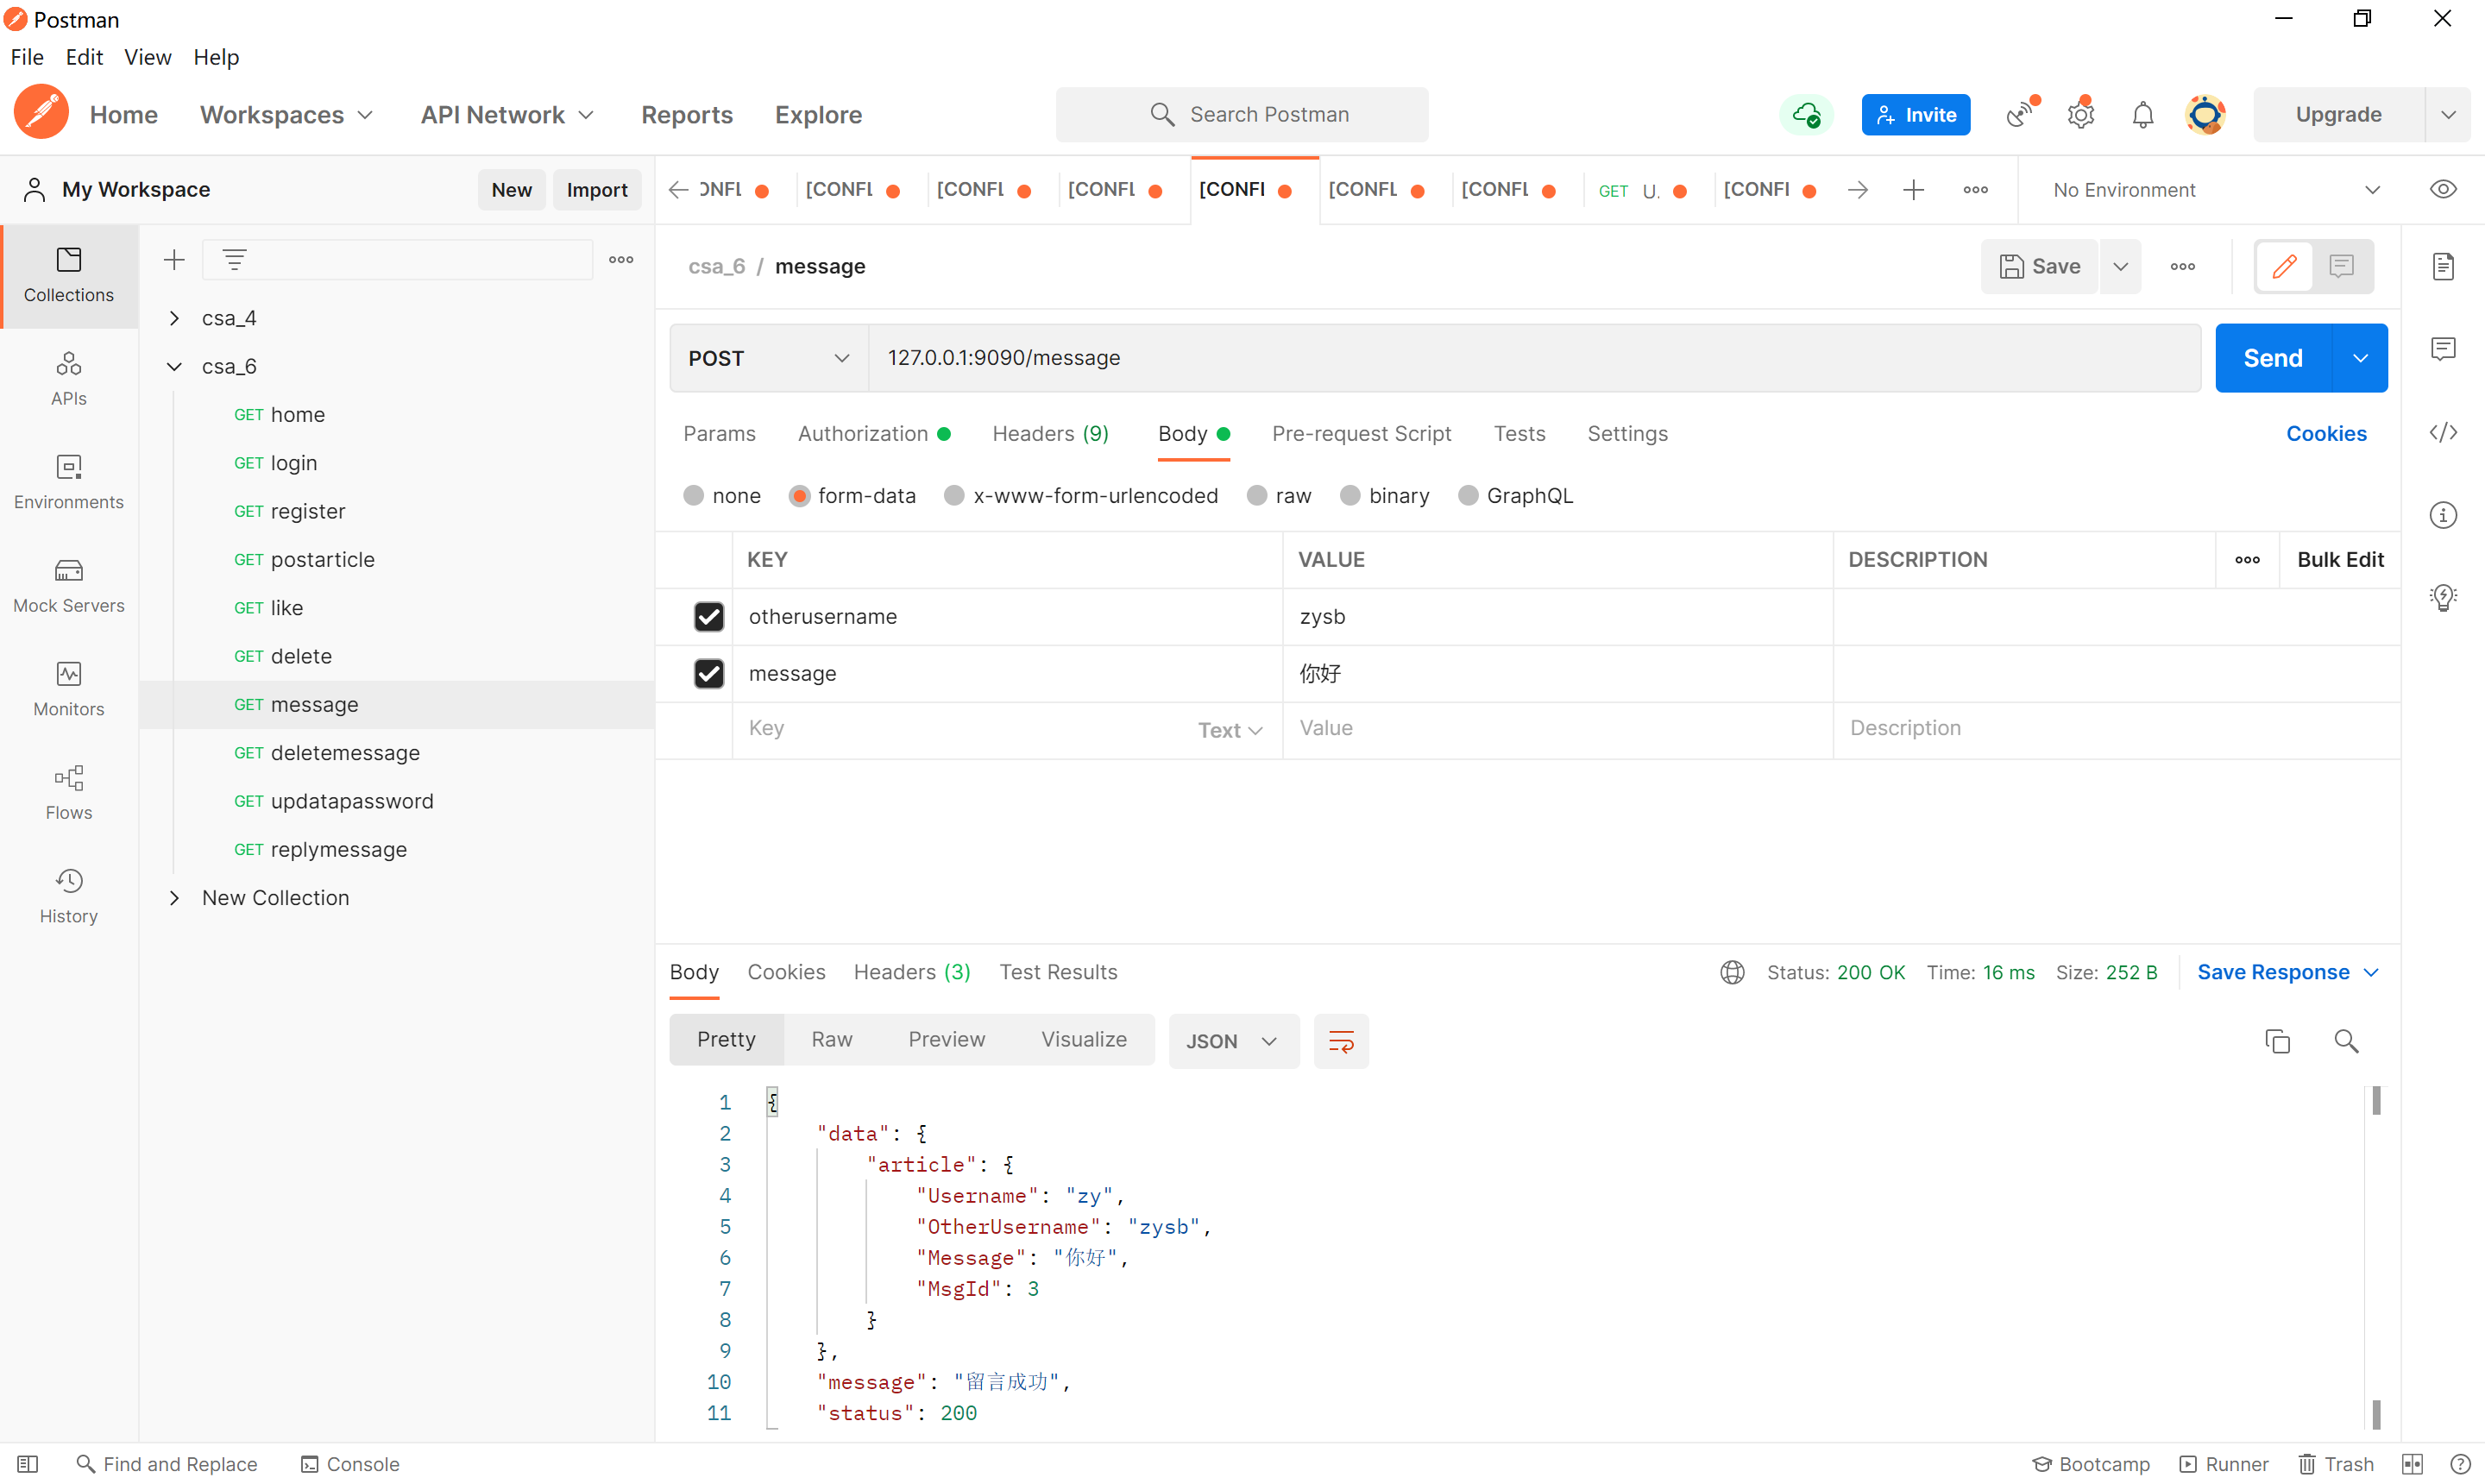 Postman
File Edit View Help
Home Workspaces API Network Reports Explore Search Postman Invite Upgrade
My Workspace New Import
ONFL [CONFL [CONFL [CONFL [CONFI [CONFL [CONFL GET U. [CONFI No Environment
Collections
APIs
Environments
Mock Servers
Monitors
Flows
History
csa_4
csa_6
GET home
GET login
GET register
GET postarticle
GET like
GET delete
GET message
GET deletemessage
GET updatapassword
GET replymessage
New Collection
csa_6 / message Save
POST 127.0.0.1:9090/message Send
Params Authorization Headers (9) Body Pre-request Script Tests Settings Cookies
none form-data x-www-form-urlencoded raw binary GraphQL
KEY VALUE DESCRIPTION Bulk Edit
otherusername zysb
message 你好
Key Text Value Description
Body Cookies Headers (3) Test Results Status: 200 OK Time: 16 ms Size: 252 B Save Response
Pretty Raw Preview Visualize JSON
1 {
2 "data": {
3 "article": {
4 "Username": "zy",
5 "OtherUsername": "zysb",
6 "Message": "你好",
7 "MsgId": 3
8 }
9 },
10 "message": "留言成功",
11 "status": 200
Find and Replace Console Bootcamp Runner Trash